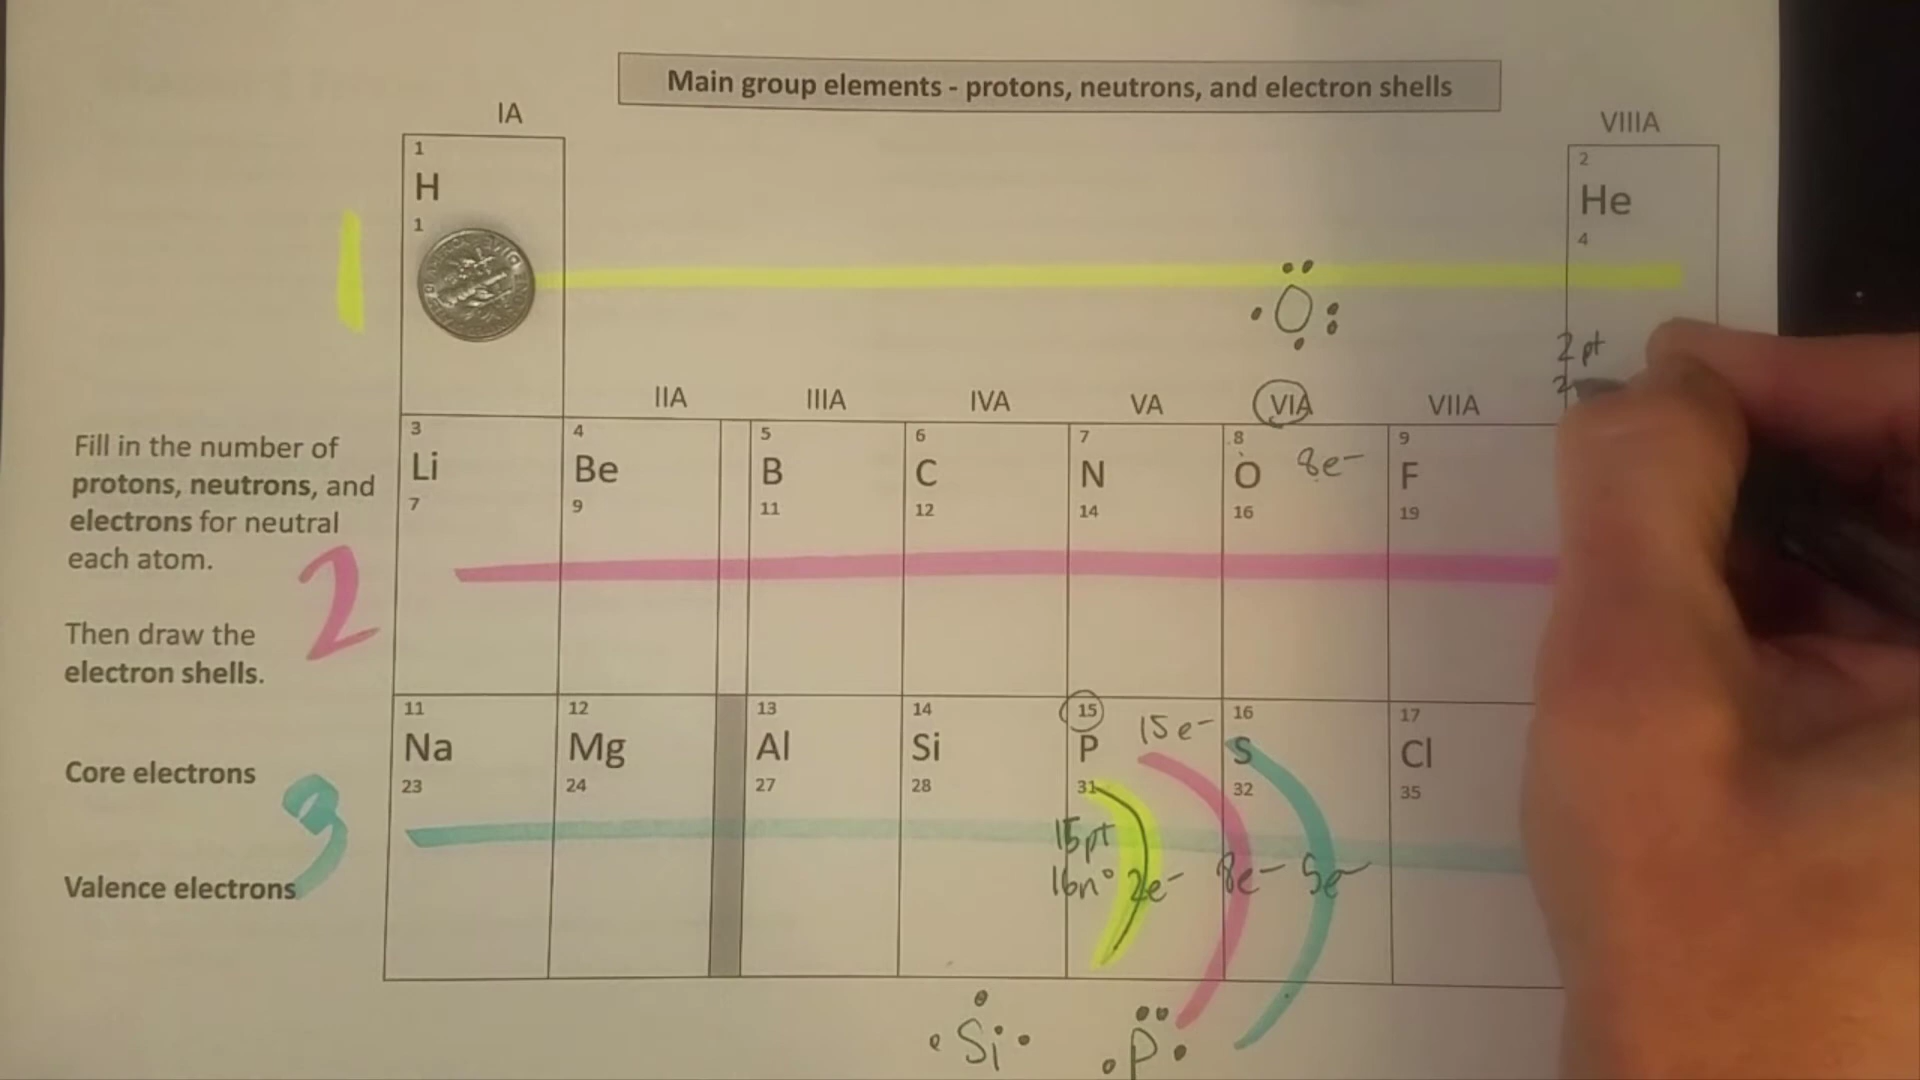 Main group elements - protons, neutrons, and electron shells
IA
VIIIA
1
H
1
2
He
4
1
O
2 pt
2
IIA
IIIA
IVA
VA
VIA
VIIA
Fill in the number of
protons, neutrons, and
electrons for neutral
each atom.
Then draw the
electron shells.
Core electrons
Valence electrons
2
3
Li
7
4
Be
9
5
B
11
6
C
12
7
N
14
8
O 8e-
16
9
F
19
3
11
Na
23
12
Mg
24
13
Al
27
14
Si
28
15
P 15e-
31
15pt
16n° 2e- 8e- 5e-
16
S
32
17
Cl
35
Si
P